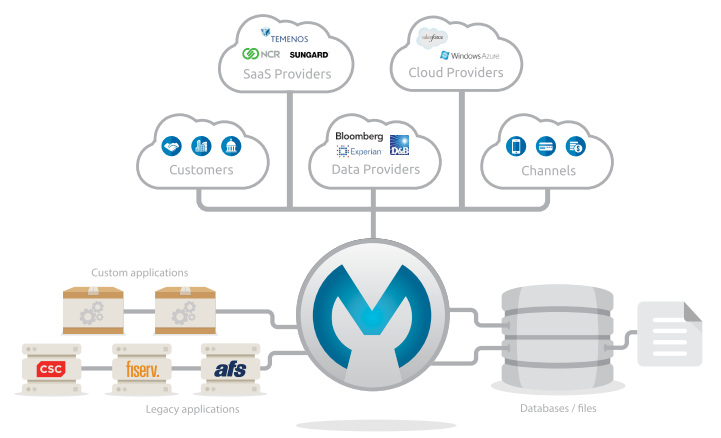 TEMENOS
NCR SUNGARD
SaaS Providers
salesforce
Windows Azure
Cloud Providers
Customers
Bloomberg
Experian D&B
Data Providers
Channels
Custom applications
csc fiserv. afs
Legacy applications
Databases / files